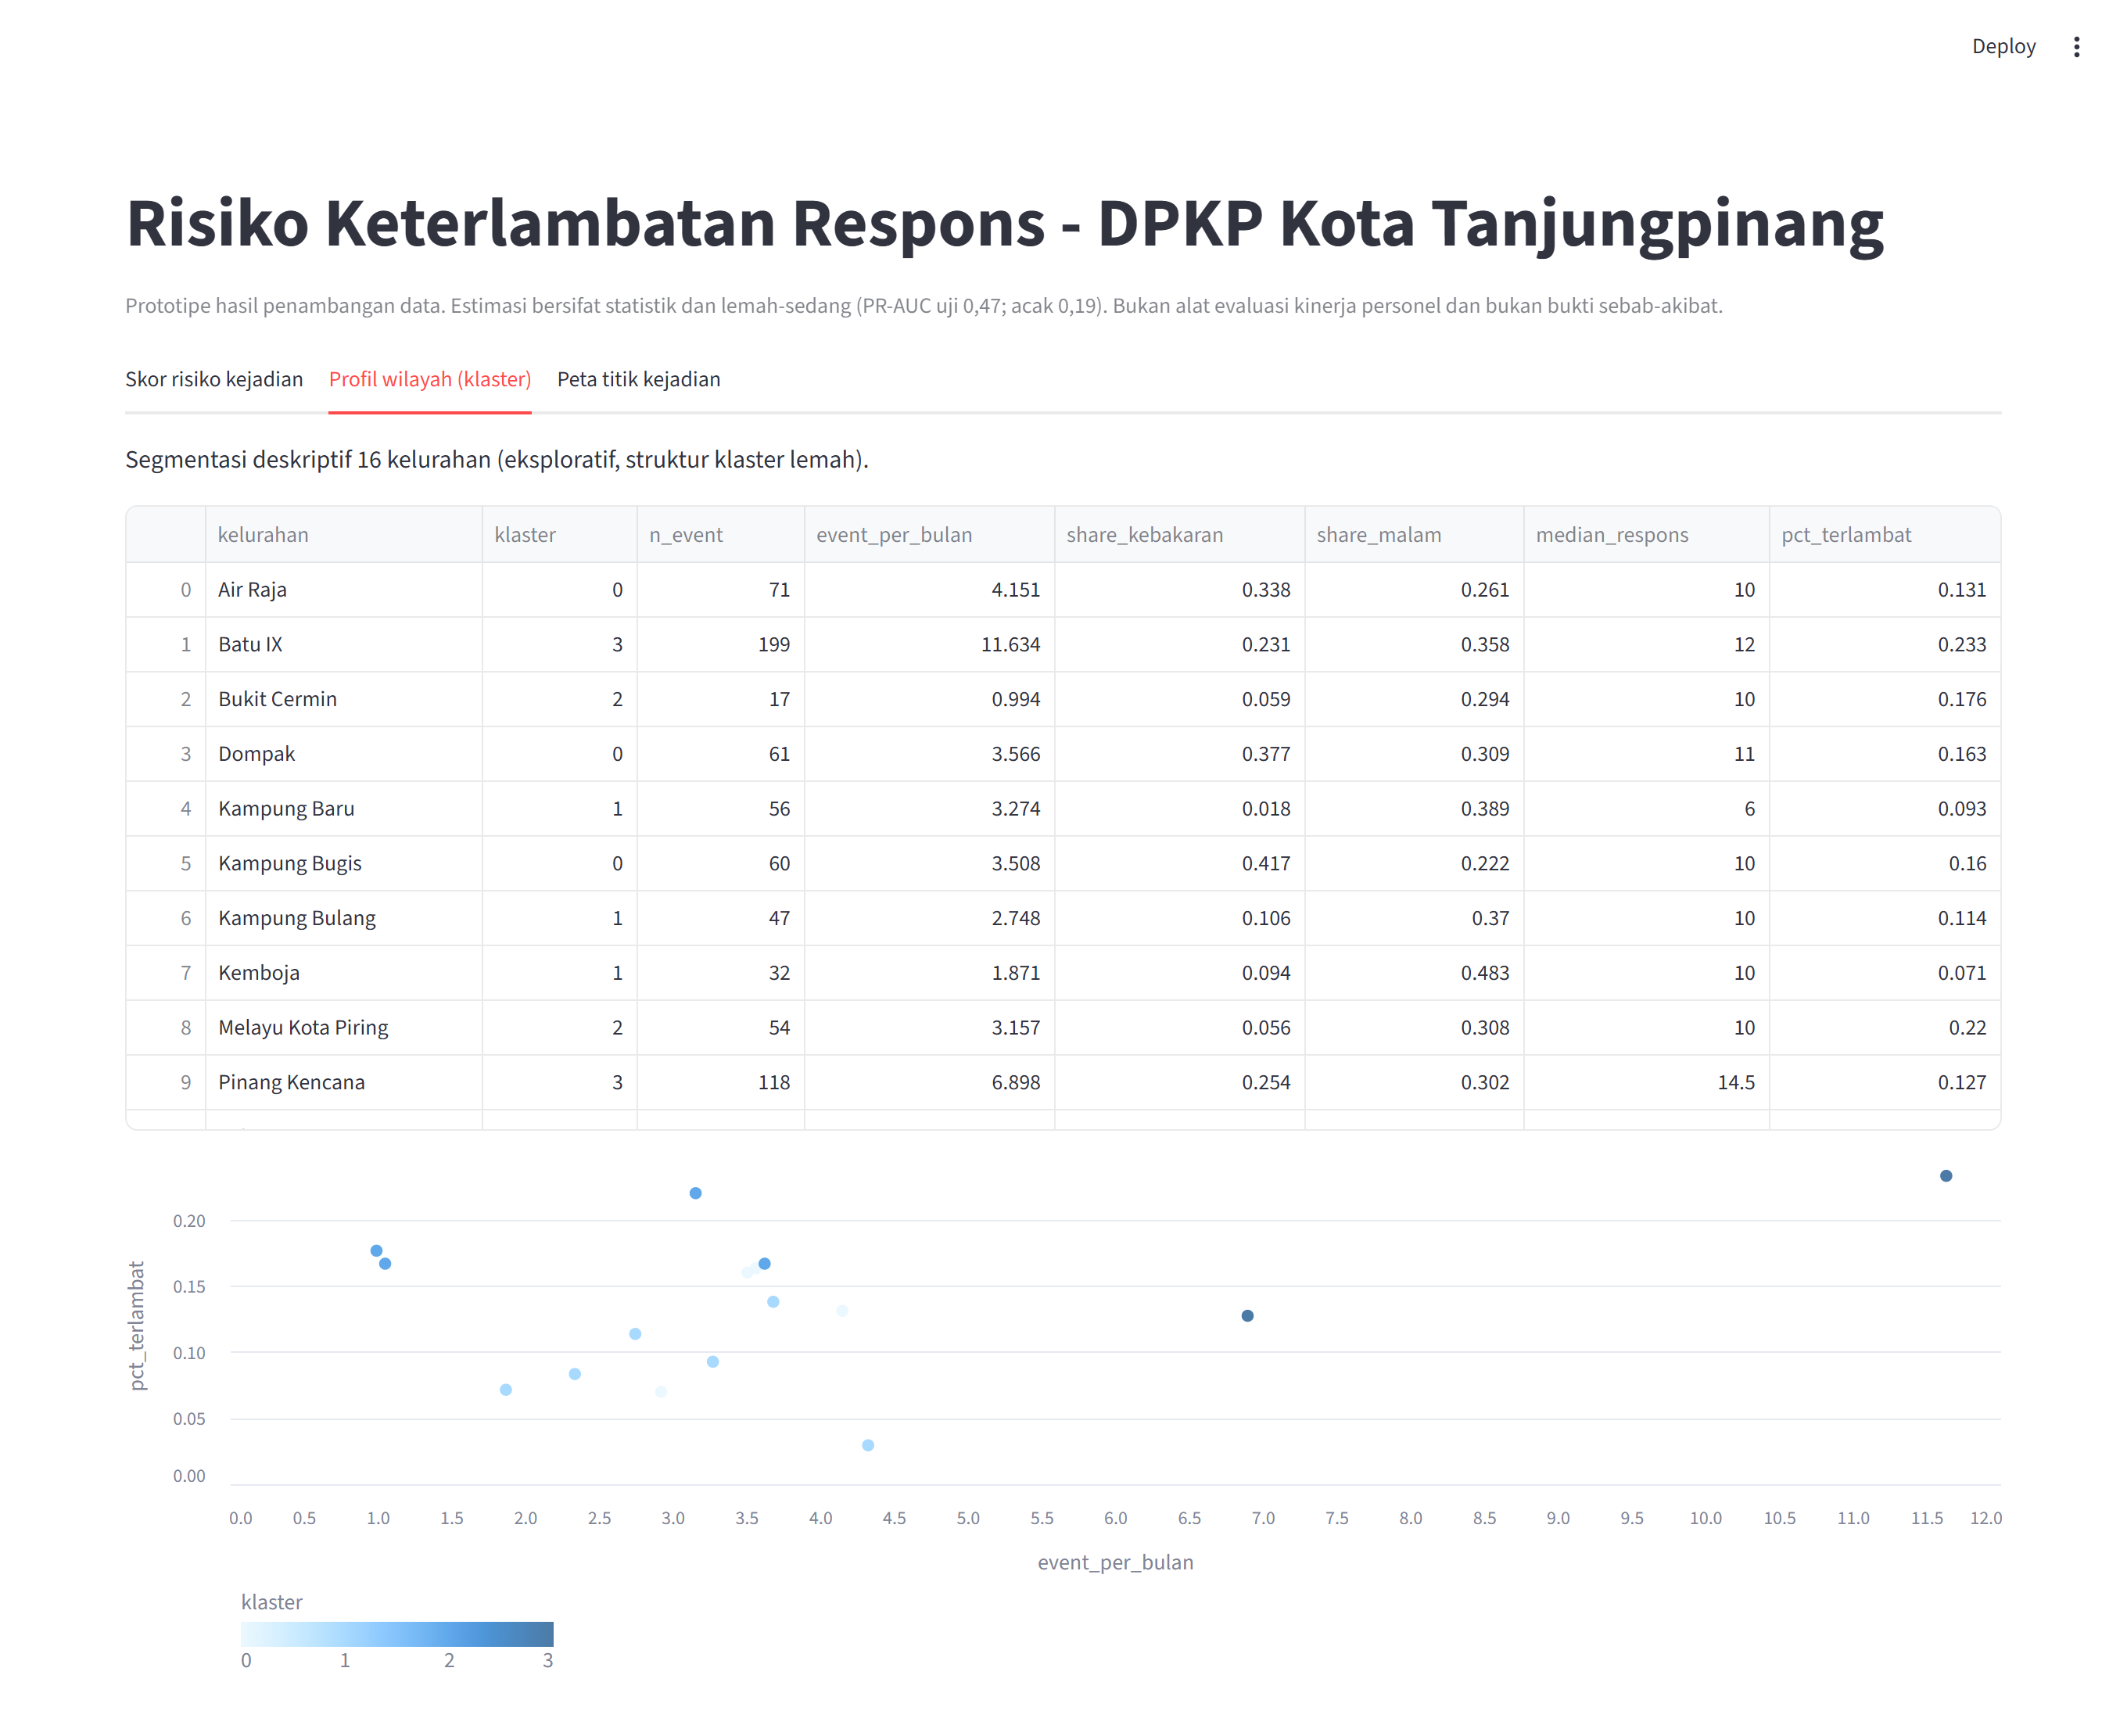 Deploy
Risiko Keterlambatan Respons - DPKP Kota Tanjungpinang
Prototipe hasil penambangan data. Estimasi bersifat statistik dan lemah-sedang (PR-AUC uji 0,47; acak 0,19). Bukan alat evaluasi kinerja personel dan bukan bukti sebab-akibat.
Skor risiko kejadian Profil wilayah (klaster) Peta titik kejadian
Segmentasi deskriptif 16 kelurahan (eksploratif, struktur klaster lemah).
kelurahan klaster n_event event_per_bulan share_kebakaran share_malam median_respons pct_terlambat
0 Air Raja 0 71 4.151 0.338 0.261 10 0.131
1 Batu IX 3 199 11.634 0.231 0.358 12 0.233
2 Bukit Cermin 2 17 0.994 0.059 0.294 10 0.176
3 Dompak 0 61 3.566 0.377 0.309 11 0.163
4 Kampung Baru 1 56 3.274 0.018 0.389 6 0.093
5 Kampung Bugis 0 60 3.508 0.417 0.222 10 0.16
6 Kampung Bulang 1 47 2.748 0.106 0.37 10 0.114
7 Kemboja 1 32 1.871 0.094 0.483 10 0.071
8 Melayu Kota Piring 2 54 3.157 0.056 0.308 10 0.22
9 Pinang Kencana 3 118 6.898 0.254 0.302 14.5 0.127
pct_terlambat
0.20
0.15
0.10
0.05
0.00
0.0 0.5 1.0 1.5 2.0 2.5 3.0 3.5 4.0 4.5 5.0 5.5 6.0 6.5 7.0 7.5 8.0 8.5 9.0 9.5 10.0 10.5 11.0 11.5 12.0
event_per_bulan
klaster
0 1 2 3